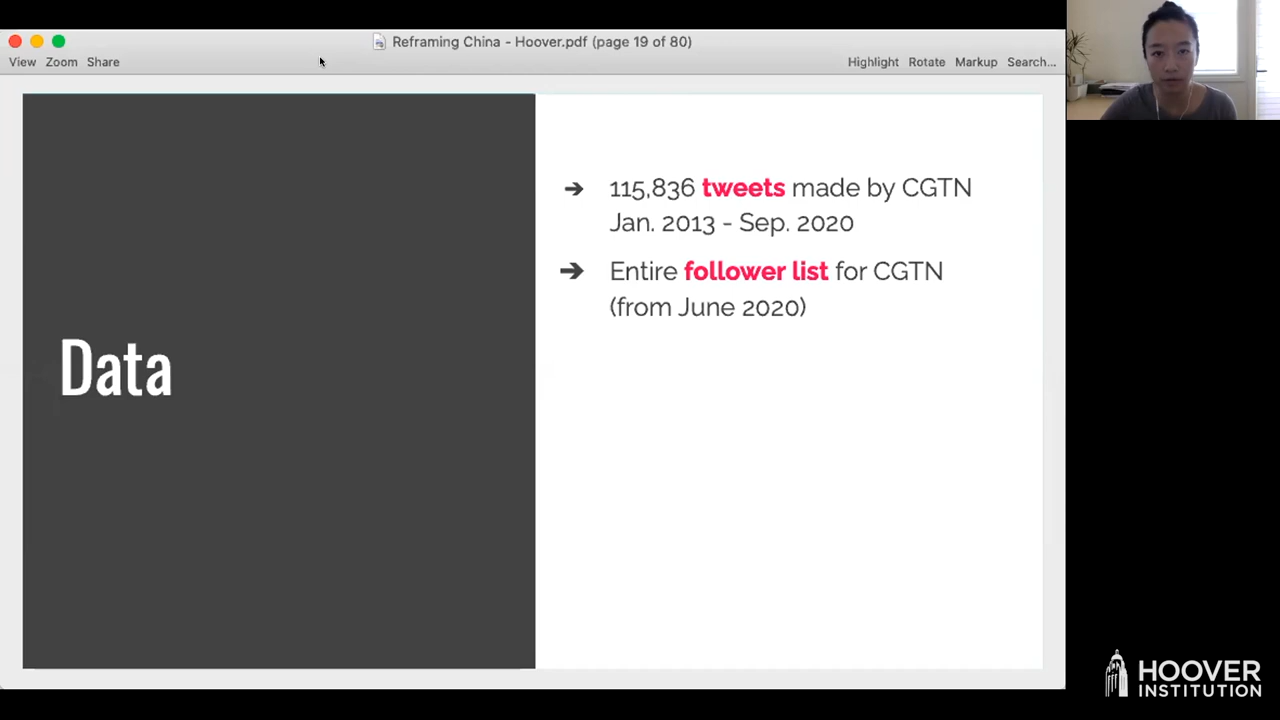 Reframing China - Hoover.pdf (page 19 of 80)
View Zoom Share Highlight Rotate Markup Search...
Data
➔ 115,836 tweets made by CGTN
Jan. 2013 - Sep. 2020
➔ Entire follower list for CGTN
(from June 2020)
HOOVER
INSTITUTION